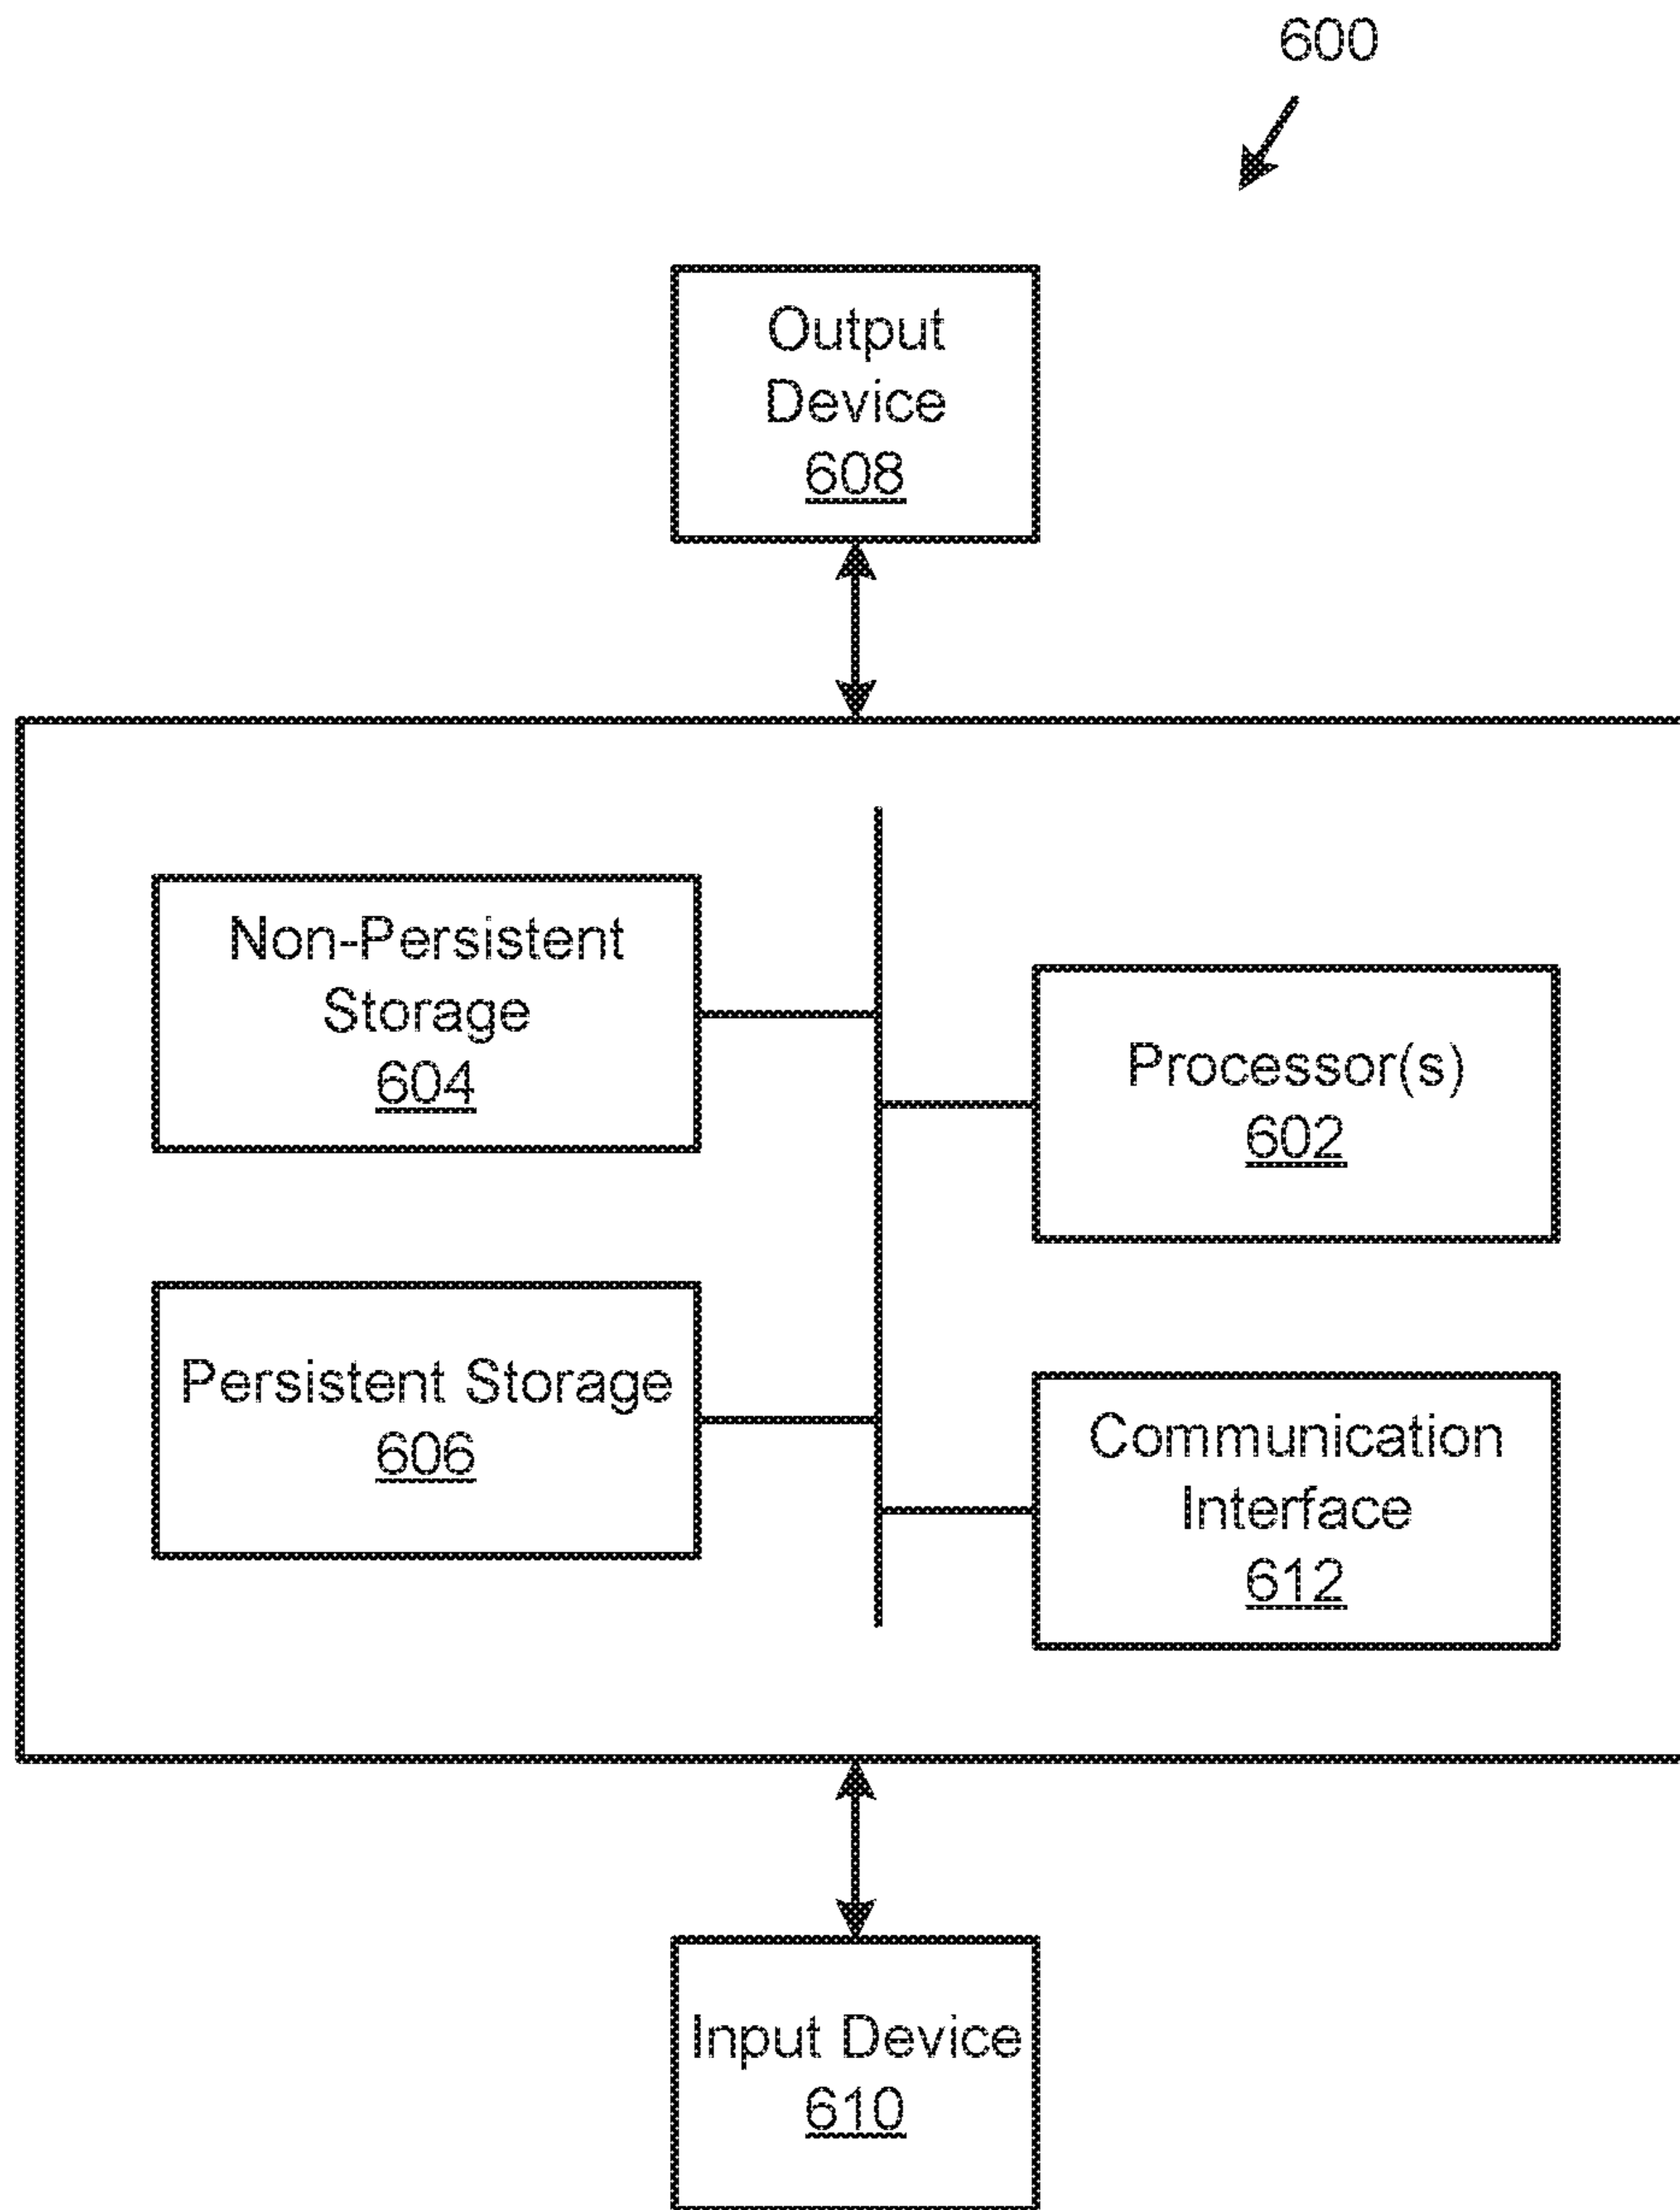 600
Output
Device
608
Non-Persistent
Storage
604
Processor(s)
602
Persistent Storage
606
Communication
Interface
612
Input Device
610